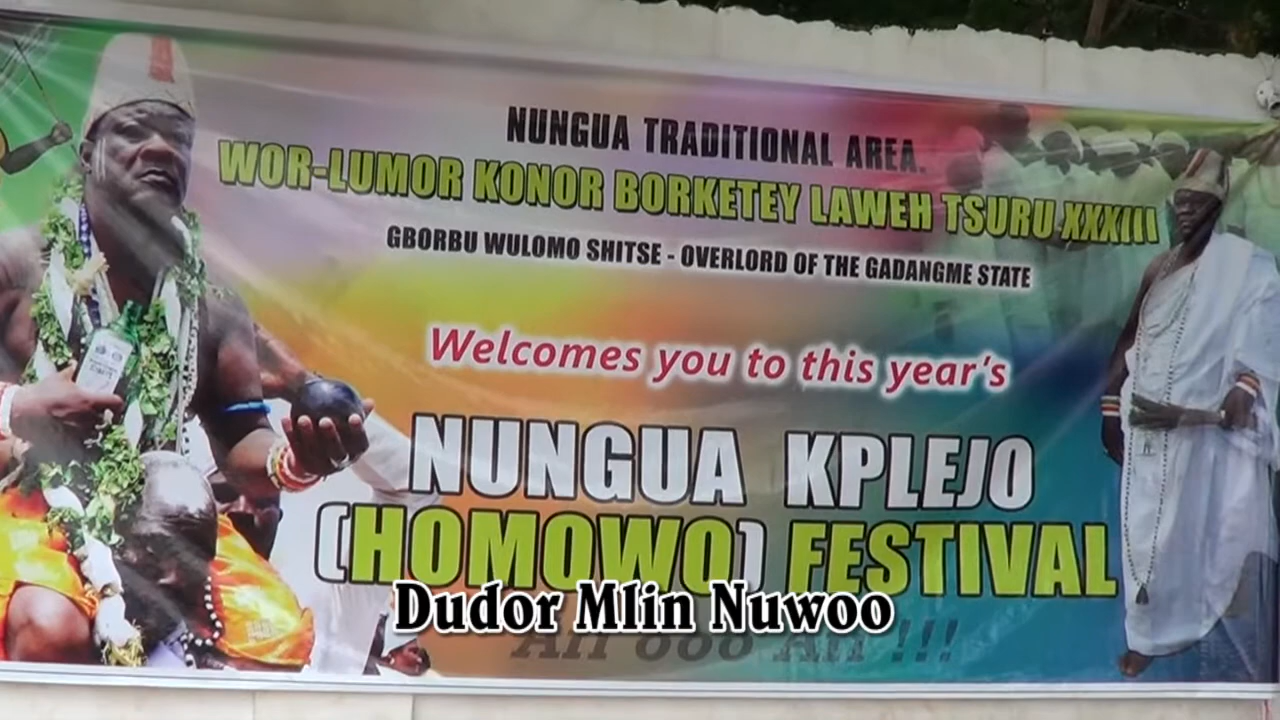 NUNGUA TRADITIONAL AREA.
WOR-LUMOR KONOR BORKETEY LAWEH TSURU XXXIII
GBORBU WULOMO SHITSE - OVERLORD OF THE GADANGME STATE
Welcomes you to this year's
NUNGUA KPLEJO
(HOMOWO) FESTIVAL
Dudor Mlin Nuwoo
!!!